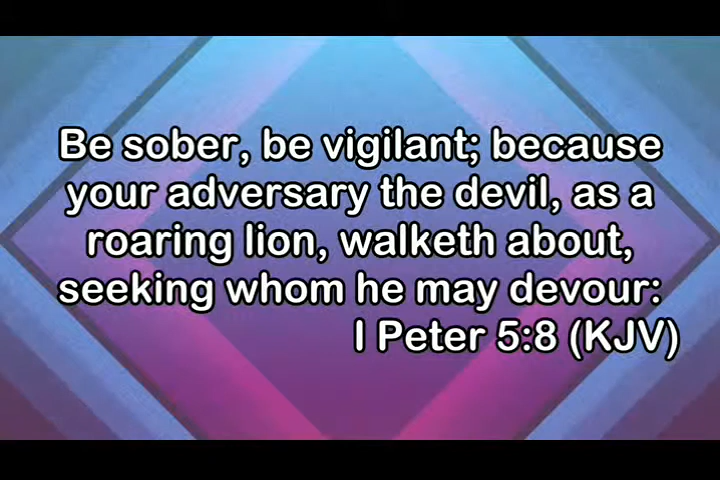 Be sober, be vigilant; because
your adversary the devil, as a
roaring lion, walketh about,
seeking whom he may devour:
I Peter 5:8 (KJV)